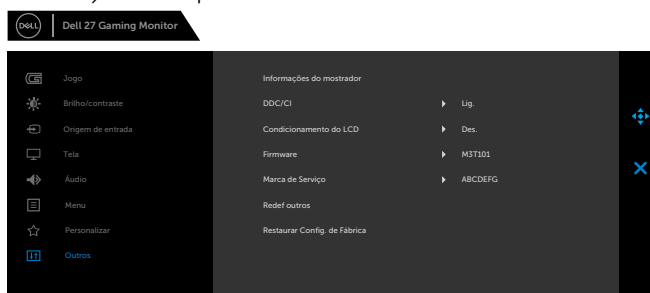 DELL
Dell 27 Gaming Monitor
Jogo
Informações do mostrador
Brilho/contraste
DDC/CI
Lig.
Origem de entrada
Condicionamento do LCD
Des.
Tela
Firmware
M3T101
Áudio
Marca de Serviço
ABCDEFG
Menu
Redef outros
Personalizar
Restaurar Config. de Fábrica
Outros